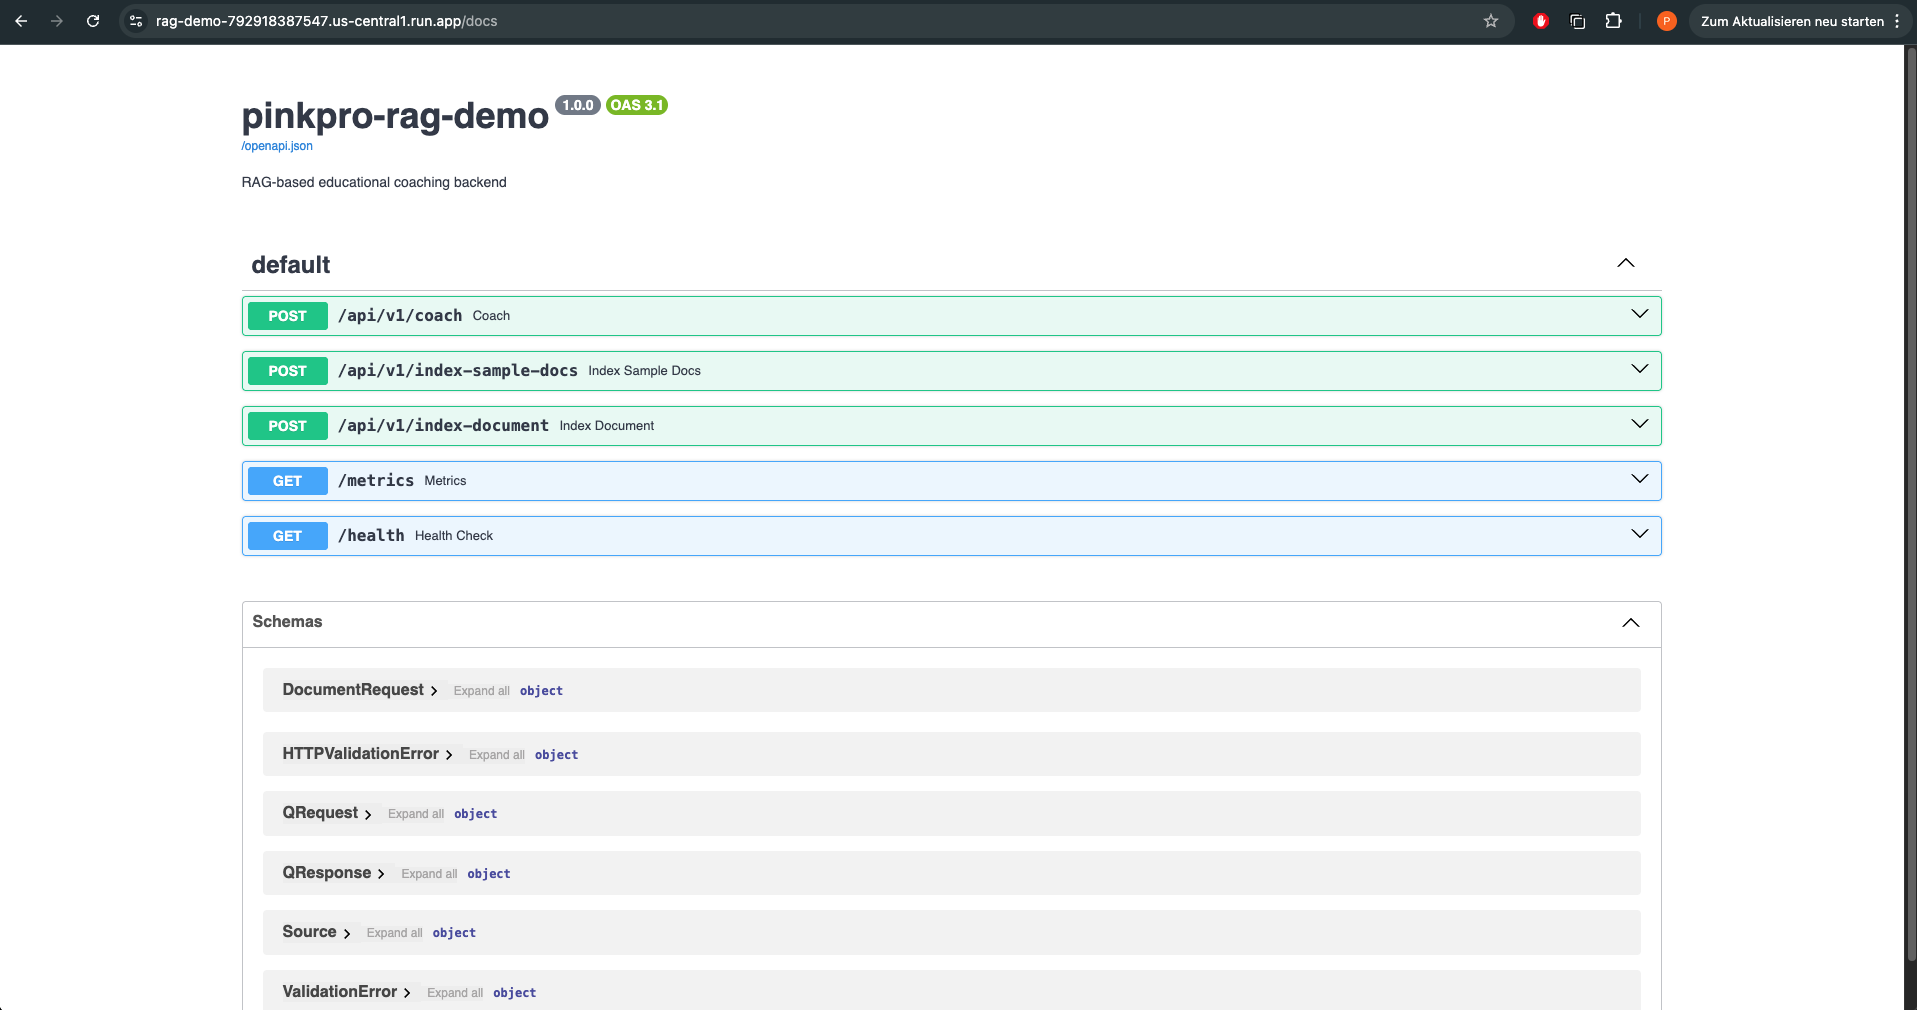 rag-demo-792918387547.us-central1.run.app/docs
P
Zum Aktualisieren neu starten
pinkpro-rag-demo 1.0.0 OAS 3.1
/openapi.json
RAG-based educational coaching backend
default
POST /api/v1/coach Coach
POST /api/v1/index-sample-docs Index Sample Docs
POST /api/v1/index-document Index Document
GET /metrics Metrics
GET /health Health Check
Schemas
DocumentRequest Expand all object
HTTPValidationError Expand all object
QRequest Expand all object
QResponse Expand all object
Source Expand all object
ValidationError Expand all object